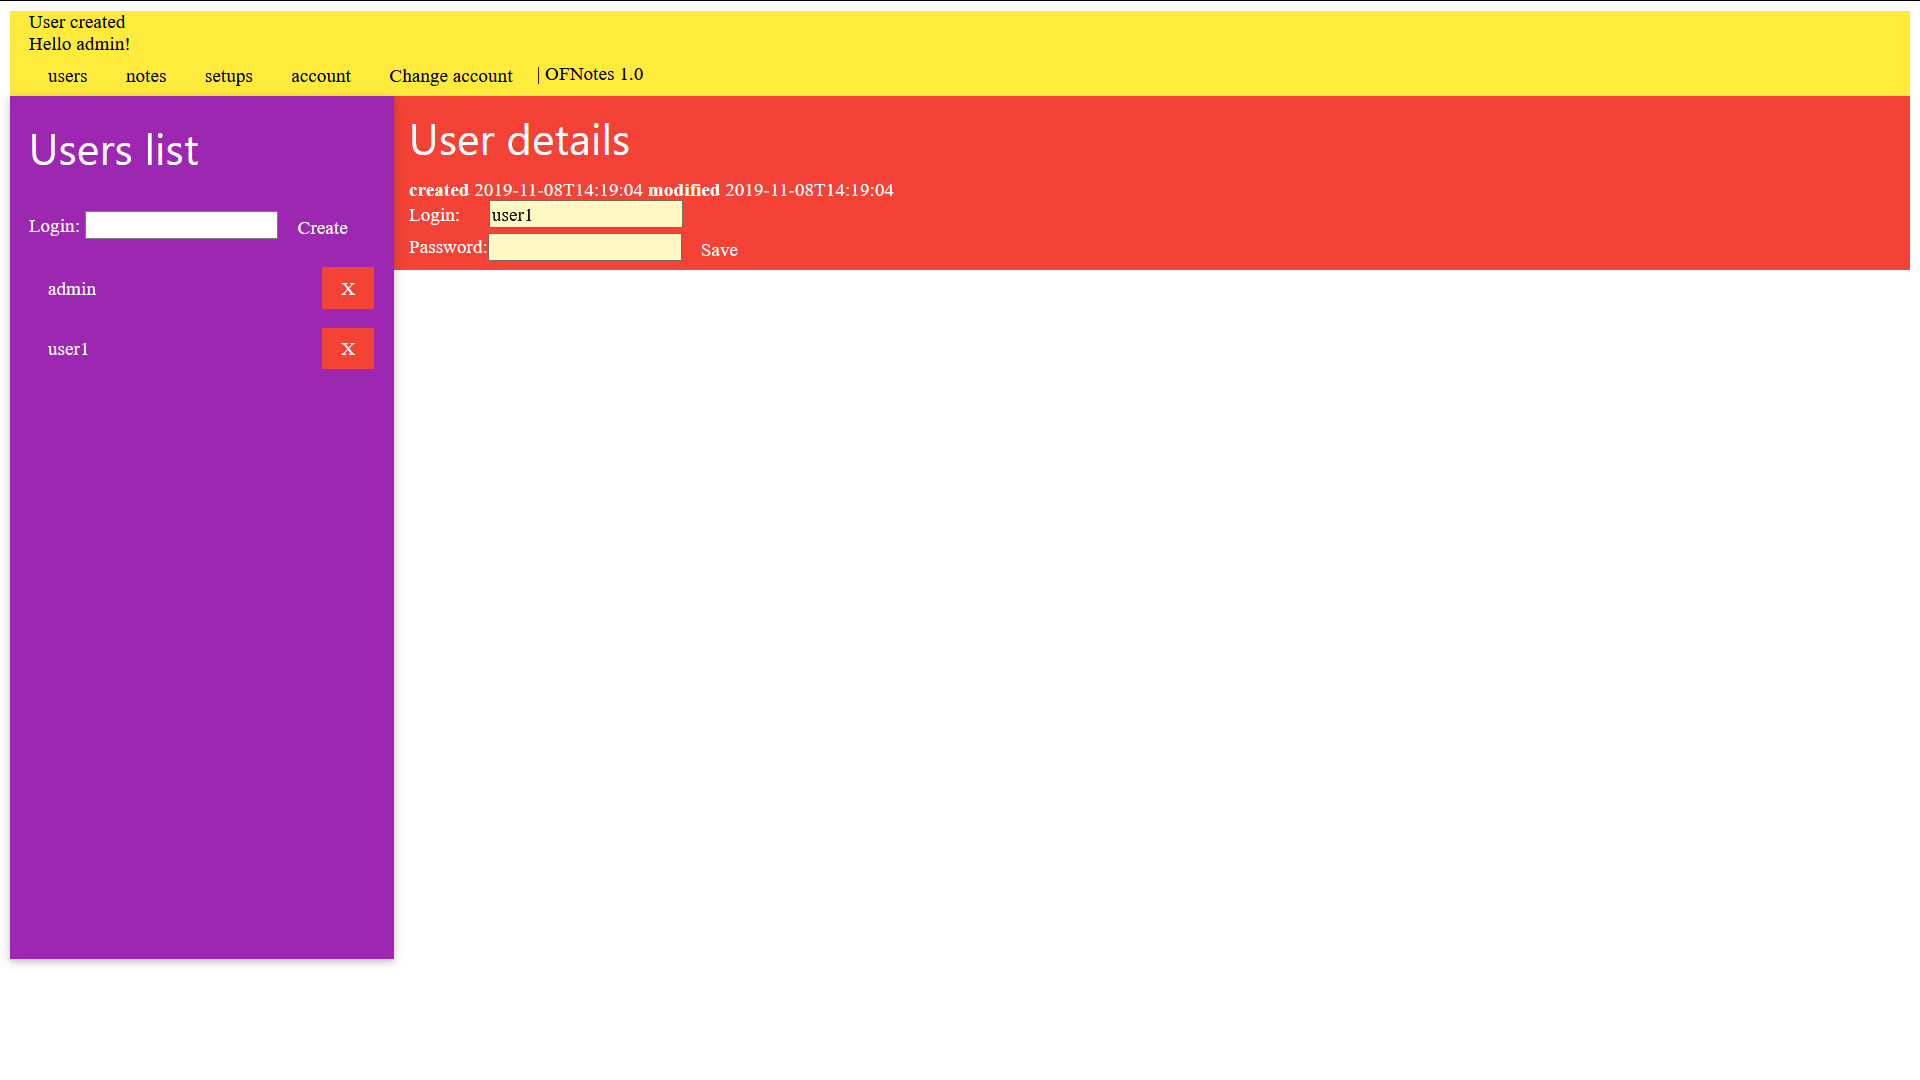 User created
Hello admin!
users notes setups account Change account | OFNotes 1.0
Users list
Login: Create
admin X
user1 X
User details
created 2019-11-08T14:19:04 modified 2019-11-08T14:19:04
Login: user1
Password: Save